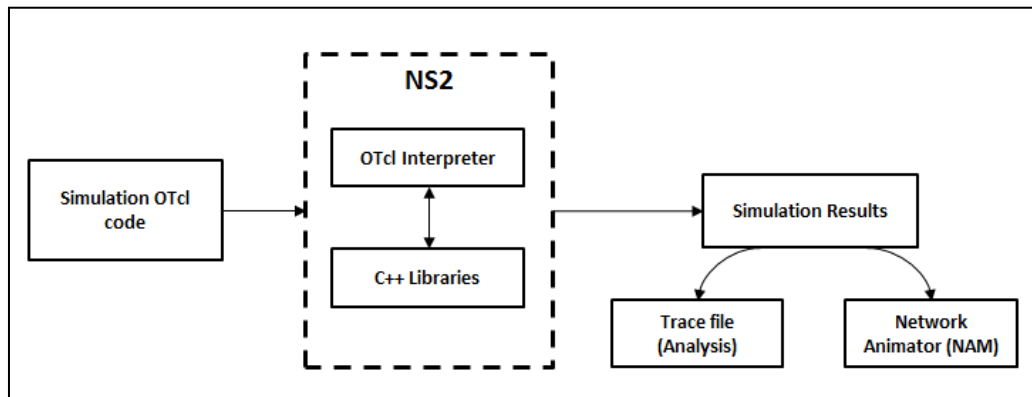 NS2
OTcl Interpreter
Simulation OTcl
code
C++ Libraries
Simulation Results
Trace file
(Analysis)
Network
Animator (NAM)